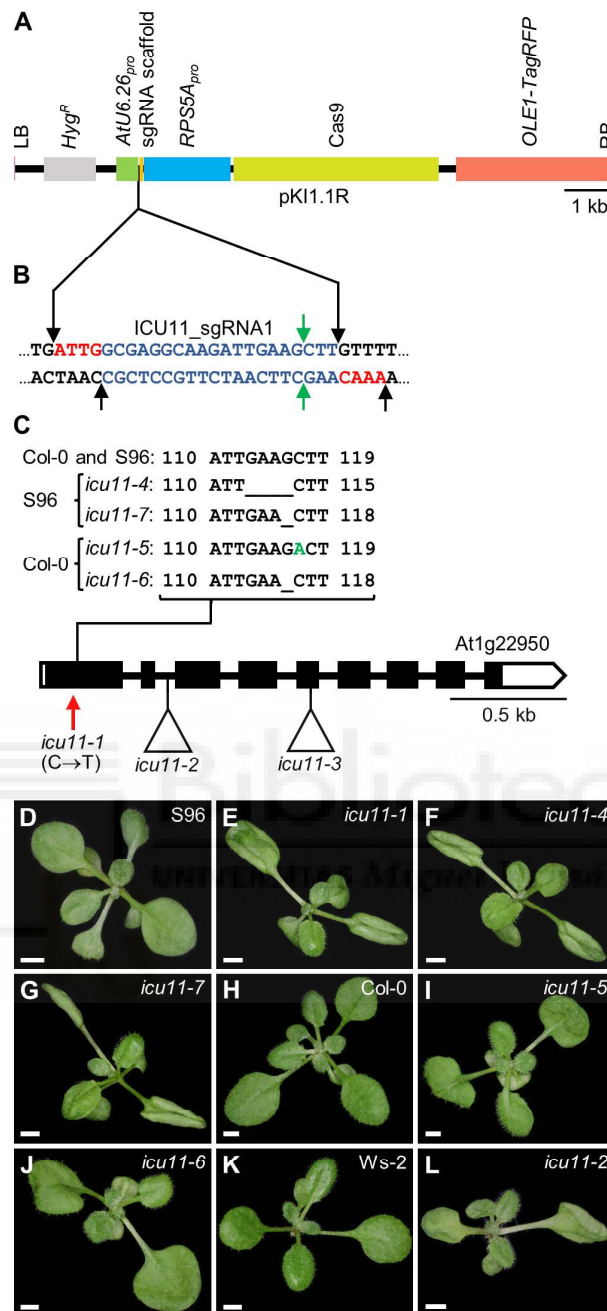 A
LB
Hyg^R
AtU6.26pro
sgRNA scaffold
RPS5Apro
Cas9
OLE1-TagRFP
RB
pKI1.1R
1 kb
B
ICU11_sgRNA1
...TGATTGGCGAGGCAAGATTGAAGCTTGTTTT...
ACTAACCGCTCCGTTCTAACTTCGAACAAAA
C
Col-0 and S96: 110 ATTGAAGCTT 119
S96
icu11-4: 110 ATT____CTT 115
icu11-7: 110 ATTGAA_CTT 118
Col-0
icu11-5: 110 ATTGAAGACT 119
icu11-6: 110 ATTGAA_CTT 118
At1g22950
0.5 kb
icu11-1
(C→T)
icu11-2
icu11-3
Bibliotec
D S96
E icu11-1
F icu11-4
G icu11-7
H Col-0
I icu11-5
J icu11-6
K Ws-2
L icu11-2